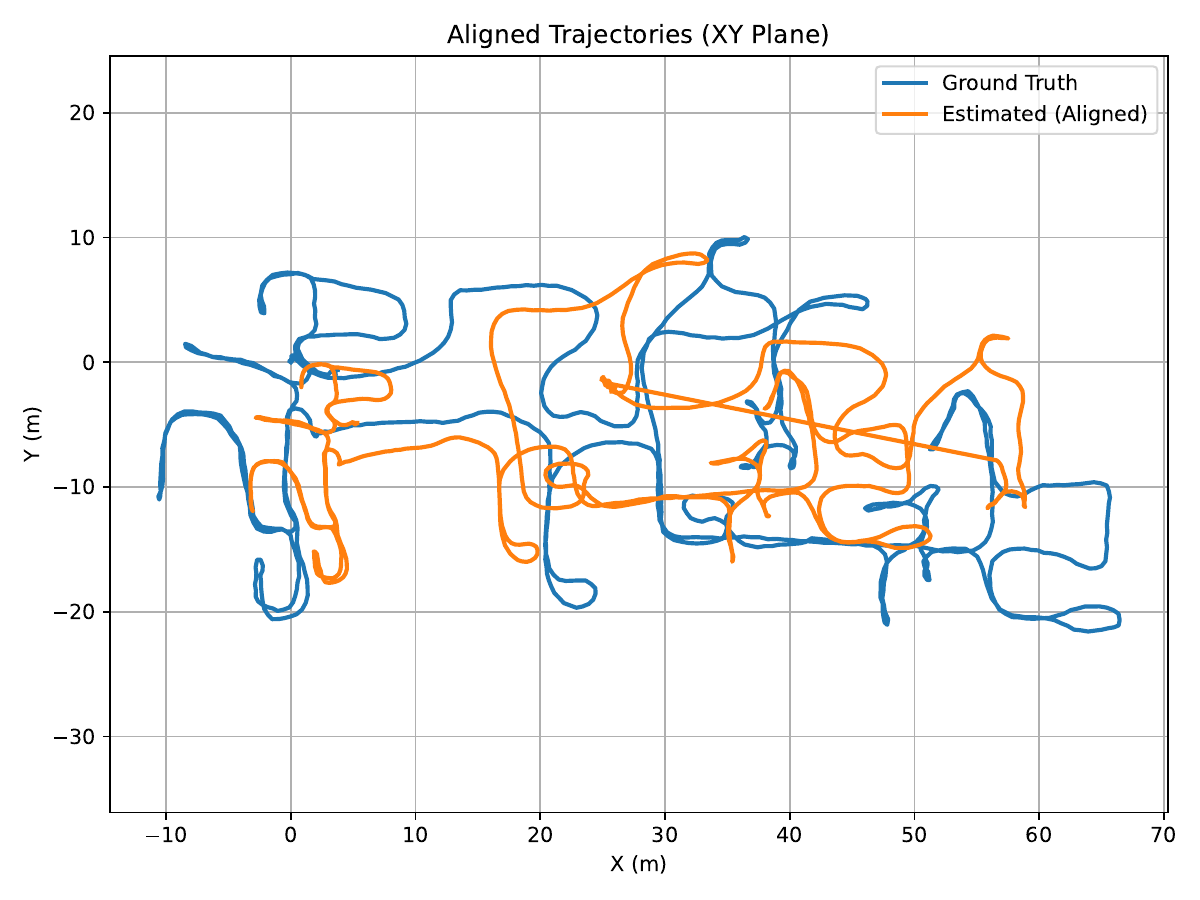 Aligned Trajectories (XY Plane)
Ground Truth
Estimated (Aligned)
20
10
0
−10
−20
−30
Y (m)
−10 0 10 20 30 40 50 60 70
X (m)